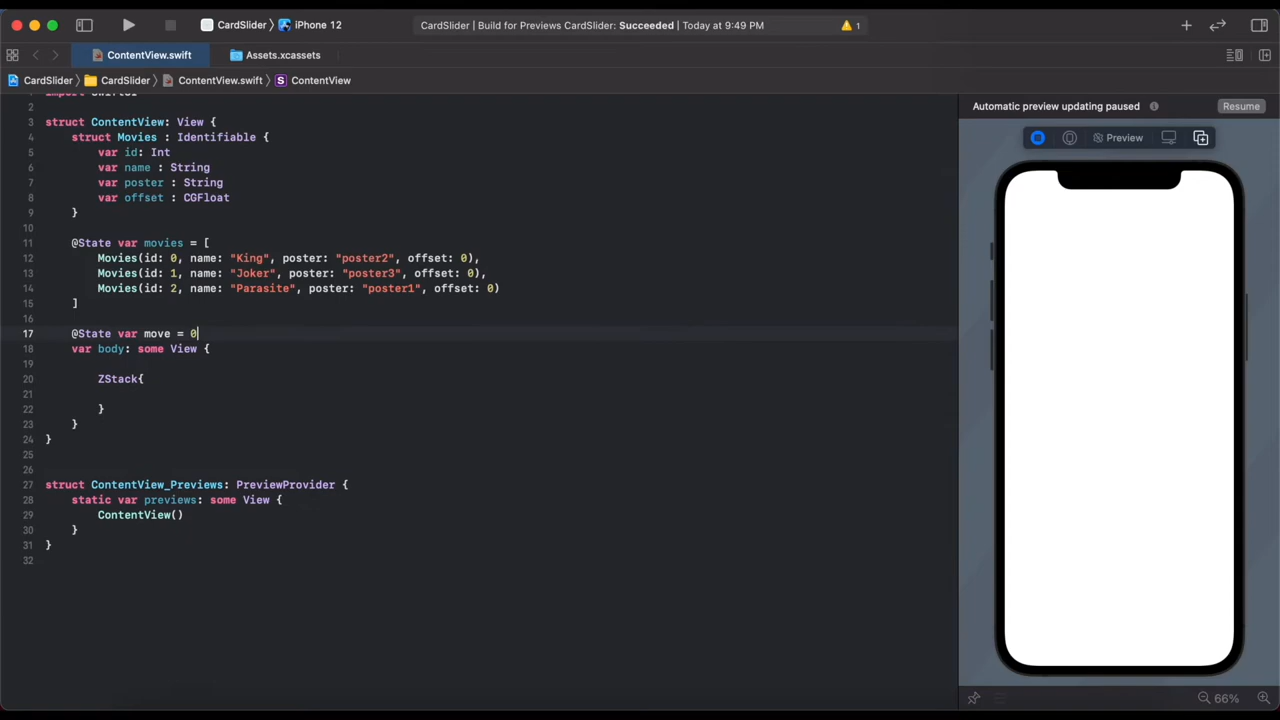 CardSlider > iPhone 12
CardSlider | Build for Previews CardSlider: Succeeded | Today at 9:49 PM
1
ContentView.swift
Assets.xcassets
CardSlider > CardSlider > ContentView.swift > S ContentView
2
3 struct ContentView: View {
4 struct Movies : Identifiable {
5 var id: Int
6 var name : String
7 var poster : String
8 var offset : CGFloat
9 }
10
11 @State var movies = [
12 Movies(id: 0, name: "King", poster: "poster2", offset: 0),
13 Movies(id: 1, name: "Joker", poster: "poster3", offset: 0),
14 Movies(id: 2, name: "Parasite", poster: "poster1", offset: 0)
15 ]
16
17 @State var move = 0
18 var body: some View {
19
20 ZStack{
21
22 }
23 }
24 }
25
26
27 struct ContentView_Previews: PreviewProvider {
28 static var previews: some View {
29 ContentView()
30 }
31 }
32
Automatic preview updating paused
Resume
Preview
66%